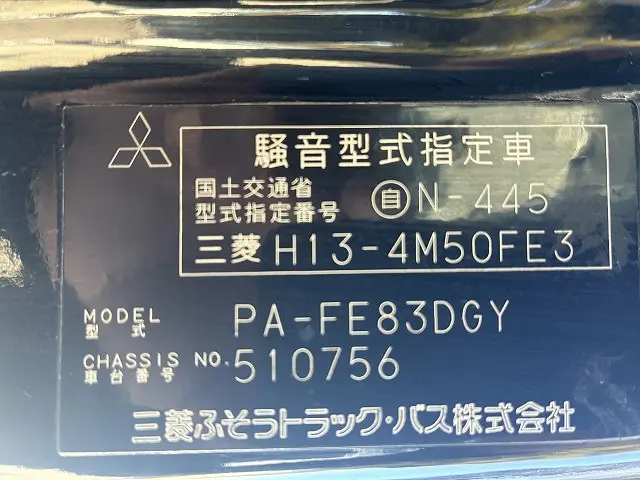 騒音型式指定車
国土交通省
型式指定番号 自N-445
三菱 H13-4M50FE3
MODEL
型式 PA-FE83DGY
CHASSIS NO.
車台番号 510756
三菱ふそうトラック・バス株式会社